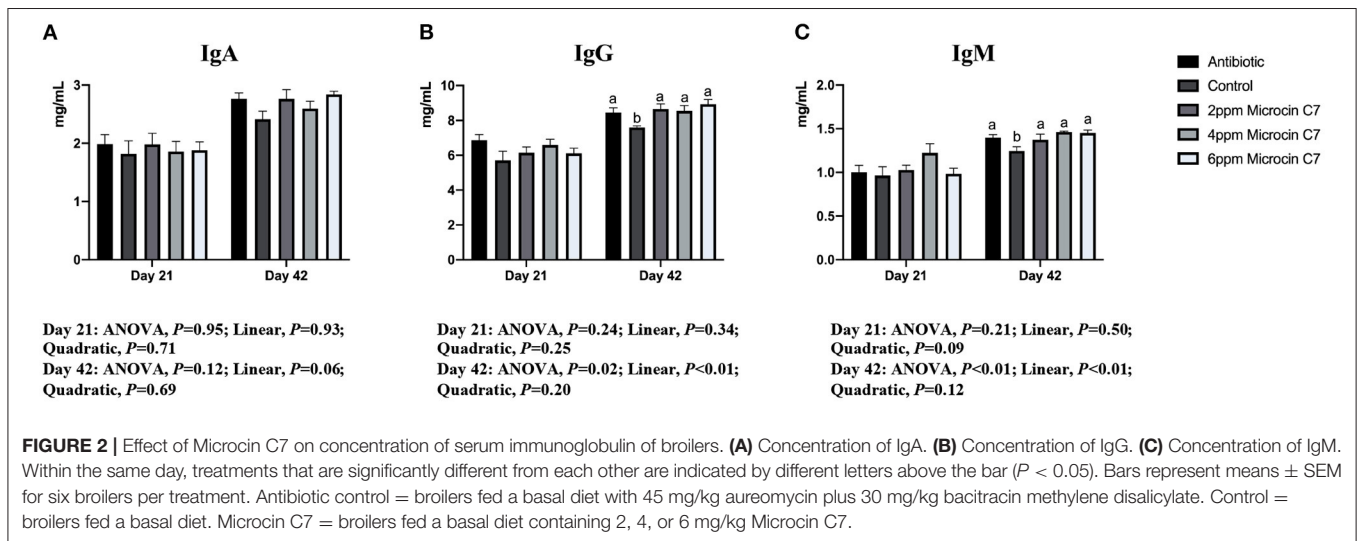 A
IgA
mg/mL
3
2
1
0
Day 21
Day 42
Day 21: ANOVA, P=0.95; Linear, P=0.93;
Quadratic, P=0.71
Day 42: ANOVA, P=0.12; Linear, P=0.06;
Quadratic, P=0.69
B
IgG
mg/mL
10
8
6
4
2
0
a
b
a
a
a
Day 21
Day 42
Day 21: ANOVA, P=0.24; Linear, P=0.34;
Quadratic, P=0.25
Day 42: ANOVA, P=0.02; Linear, P<0.01;
Quadratic, P=0.20
C
IgM
mg/mL
2.0
1.5
1.0
0.5
0.0
a
b
a
a
a
Day 21
Day 42
Day 21: ANOVA, P=0.21; Linear, P=0.50;
Quadratic, P=0.09
Day 42: ANOVA, P<0.01; Linear, P<0.01;
Quadratic, P=0.12
Antibiotic
Control
2ppm Microcin C7
4ppm Microcin C7
6ppm Microcin C7
FIGURE 2 | Effect of Microcin C7 on concentration of serum immunoglobulin of broilers. (A) Concentration of IgA. (B) Concentration of IgG. (C) Concentration of IgM.
Within the same day, treatments that are significantly different from each other are indicated by different letters above the bar (P < 0.05). Bars represent means ± SEM
for six broilers per treatment. Antibiotic control = broilers fed a basal diet with 45 mg/kg aureomycin plus 30 mg/kg bacitracin methylene disalicylate. Control =
broilers fed a basal diet. Microcin C7 = broilers fed a basal diet containing 2, 4, or 6 mg/kg Microcin C7.